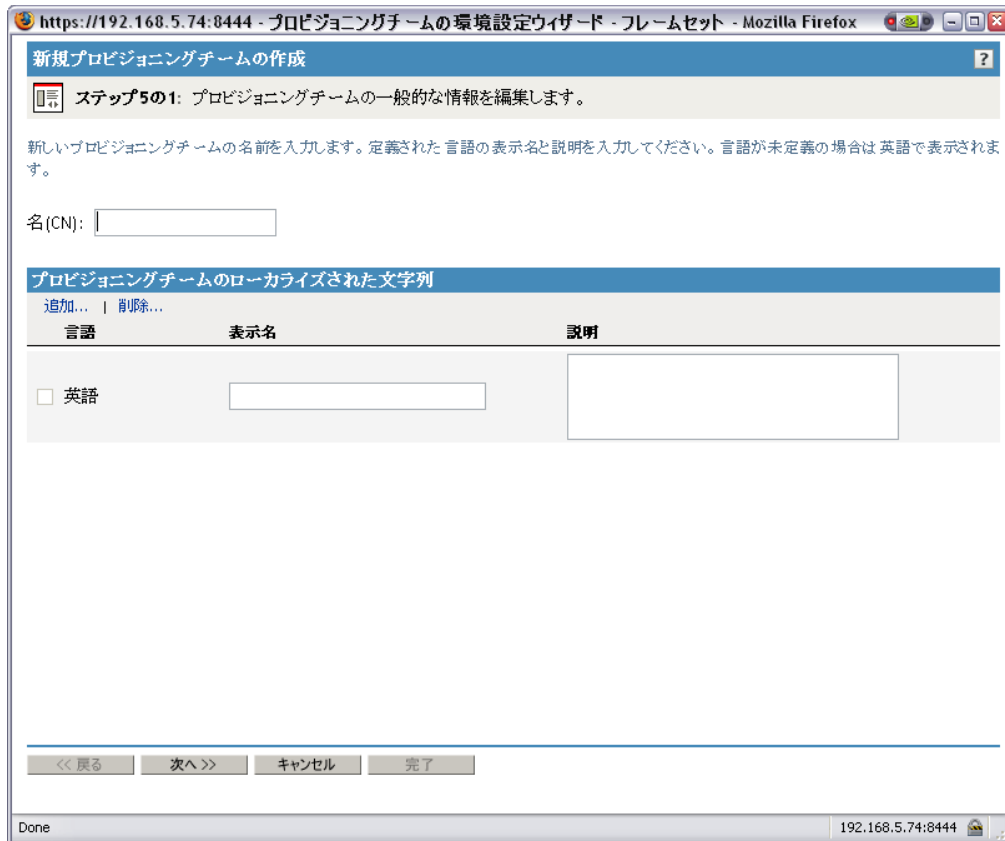 https://192.168.5.74:8444 - プロビジョニングチームの環境設定ウィザード - フレームセット - Mozilla Firefox
新規プロビジョニングチームの作成
?
ステップ5の1: プロビジョニングチームの一般的な情報を編集します。
新しいプロビジョニングチームの名前を入力します。定義された言語の表示名と説明を入力してください。言語が未定義の場合は英語で表示されま
す。
名(CN):
プロビジョニングチームのローカライズされた文字列
追加... | 削除...
言語 表示名 説明
英語
<< 戻る 次へ >> キャンセル 完了
Done 192.168.5.74:8444